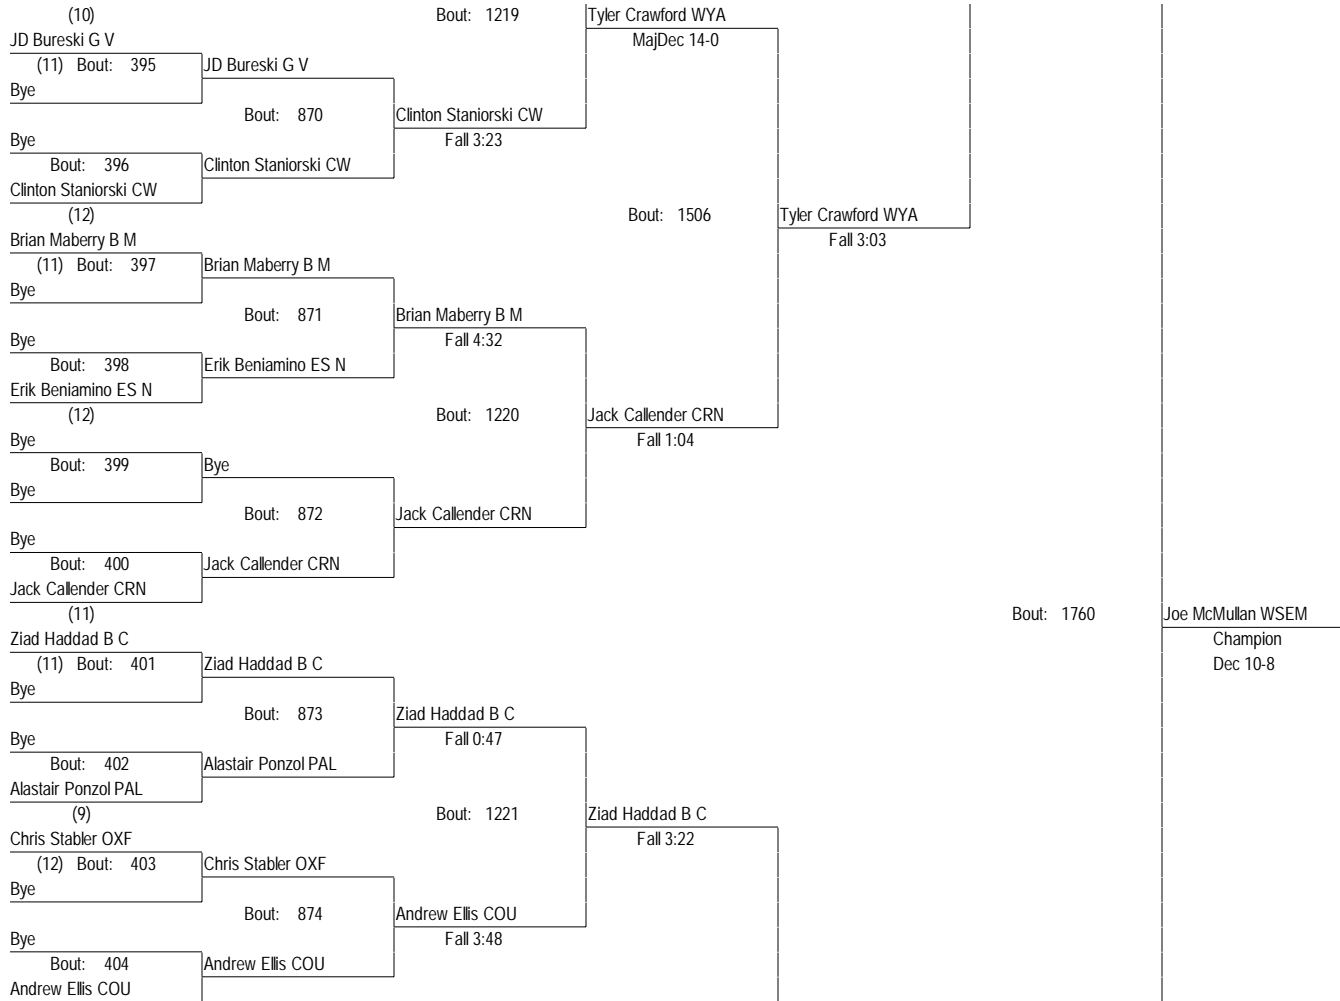 (10) Bout: 1219 Tyler Crawford WYA
JD Bureski G V MajDec 14-0
(11) Bout: 395 JD Bureski G V
Bye
Bout: 870 Clinton Staniorski CW
Bye Fall 3:23
Bout: 396 Clinton Staniorski CW
Clinton Staniorski CW
(12) Bout: 1506 Tyler Crawford WYA
Brian Maberry B M Fall 3:03
(11) Bout: 397 Brian Maberry B M
Bye
Bout: 871 Brian Maberry B M
Bye Fall 4:32
Bout: 398 Erik Beniamino ES N
Erik Beniamino ES N
(12) Bout: 1220 Jack Callender CRN
Bye Fall 1:04
Bout: 399 Bye
Bye
Bout: 872 Jack Callender CRN
Bye
Bout: 400 Jack Callender CRN
Jack Callender CRN
(11) Bout: 1760 Joe McMullan WSEM
Ziad Haddad B C Champion
(11) Bout: 401 Ziad Haddad B C Dec 10-8
Bye
Bout: 873 Ziad Haddad B C
Bye Fall 0:47
Bout: 402 Alastair Ponzol PAL
Alastair Ponzol PAL
(9) Bout: 1221 Ziad Haddad B C
Chris Stabler OXF Fall 3:22
(12) Bout: 403 Chris Stabler OXF
Bye
Bout: 874 Andrew Ellis COU
Bye Fall 3:48
Bout: 404 Andrew Ellis COU
Andrew Ellis COU